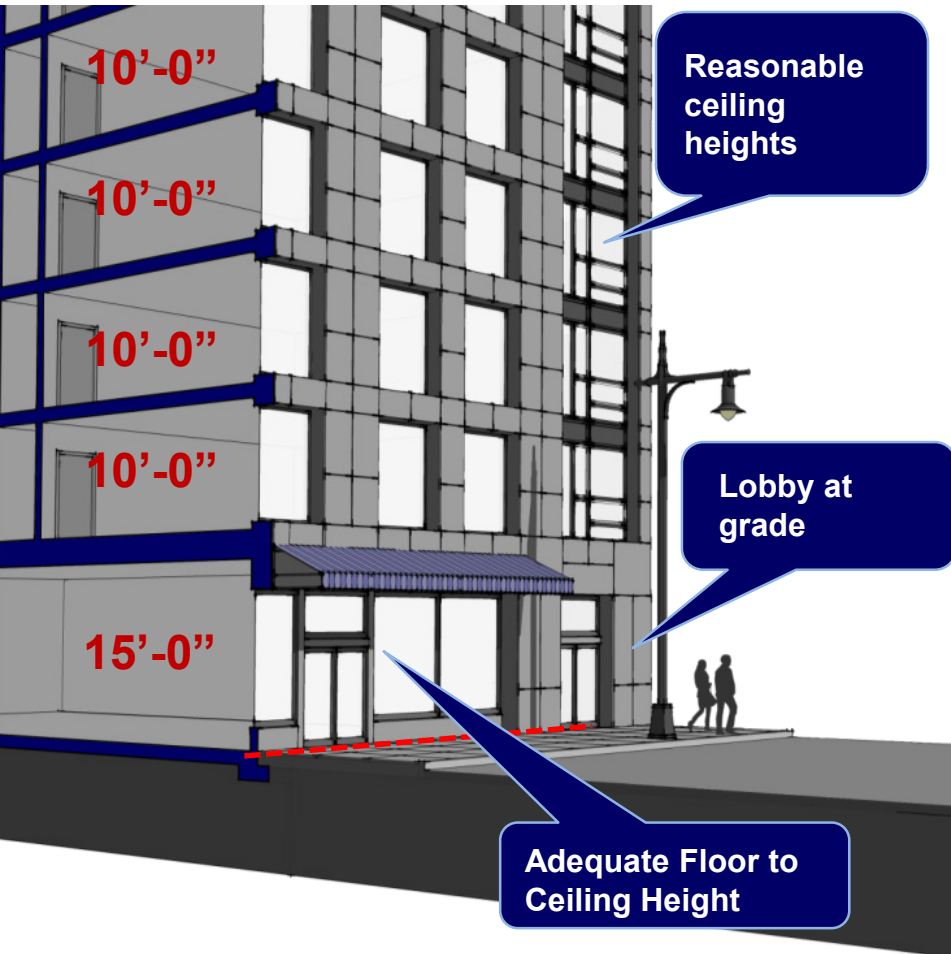 10’-0”
Reasonable
ceiling
heights
10’-0”
10’-0”
10’-0”
Lobby at
grade
15’-0”
Adequate Floor to
Ceiling Height